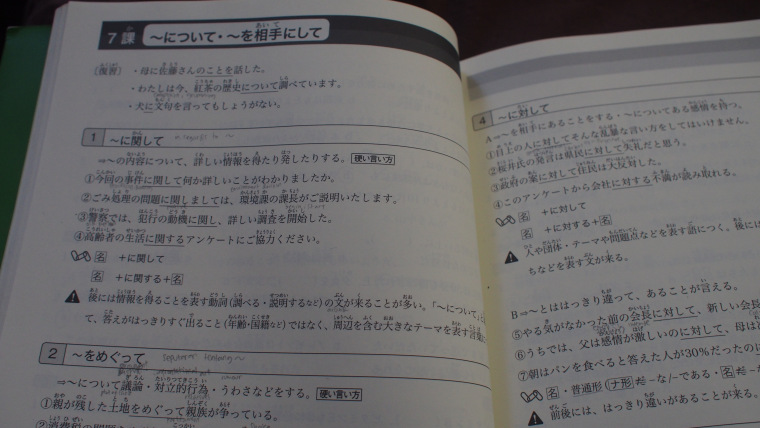 7課 ～について・～を相手にして
〔復習〕・母に佐藤さんのことを話した。
・わたしは今、紅茶の歴史について調べています。
・犬に文句を言ってもしょうがない。
1 ～に関して
⇒～の内容について、詳しい情報を得たり発したりする。硬い言い方
①今回の事件に関して何か詳しいことがわかりましたか。
②ごみ処理の問題に関しましては、環境課の課長がご説明いたします。
③警察では、犯行の動機に関し、詳しい調査を開始した。
④高齢者の生活に関するアンケートにご協力ください。
名 ＋に関して
名 ＋に関する＋名
後には情報を得ることを表す動詞（調べる・説明するなど）の文が来ることが多い。「～について」
て、答えがはっきりすぐ出ること（年齢・国籍など）ではなく、周辺を含む大きなテーマを表す言葉に
2 ～をめぐって
⇒～について議論・対立的行為・うわさなどをする。硬い言い方
①親が残した土地をめぐって親族が争っている。
4 ～に対して
A⇒～を相手にあることをする・～についてある感情を持つ。
①目上の人に対してそんな乱暴な言い方をしてはいけません。
②桜井氏の発言は県民に対して失礼だと思う。
③政府の案に対して住民は大反対した。
④このアンケートから会社に対する不満が読み取れる。
名 ＋に対して
名 ＋に対する＋名
人や団体・テーマや問題点などを表す語につく。後には
ちなどを表す文が来る。
B⇒～とははっきり違って、あることが言える。
⑤やる気がなかった前の会長に対して、新しい会長
⑥うちでは、父は感情が激しいのに対して、母は
⑦朝はパンを食べると答えた人が30％だったのに
名・普通形（ナ形だ－な/－である・名だ－な
前後には、はっきり違いがあることが来る。